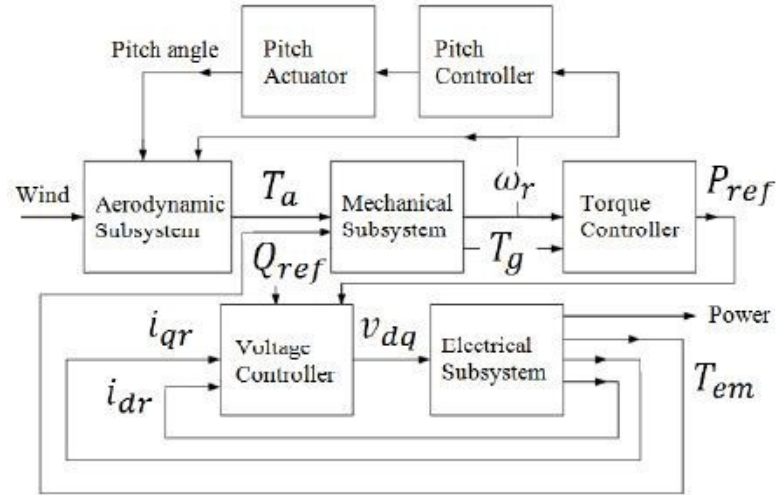 Pitch angle
Pitch
Actuator
Pitch
Controller
Wind
Aerodynamic
Subsystem
T_a
Mechanical
Subsystem
ω_r
T_g
Torque
Controller
P_ref
Q_ref
i_qr
i_dr
Voltage
Controller
v_dq
Electrical
Subsystem
Power
T_em